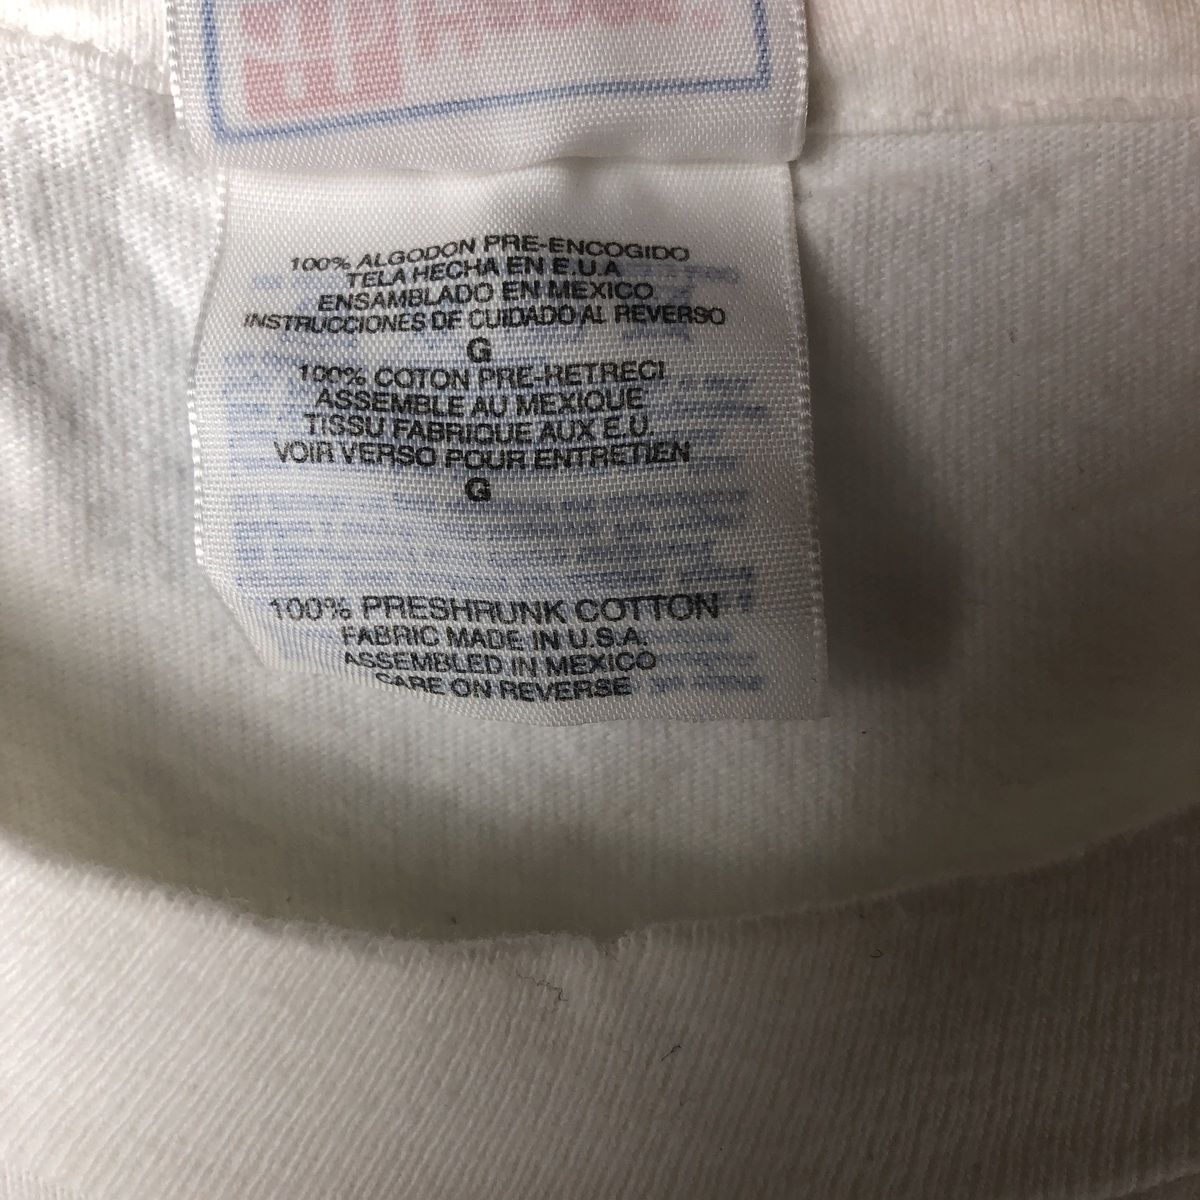 100% ALGODON PRE-ENCOGIDO
TELA HECHA EN E.U.A
ENSAMBLADO EN MEXICO
INSTRUCCIONES DE CUIDADO AL REVERSO
G
100% COTON PRE-RETRECI
ASSEMBLE AU MEXIQUE
TISSU FABRIQUE AUX E.U.
VOIR VERSO POUR ENTRETIEN
G
100% PRESHRUNK COTTON
FABRIC MADE IN U.S.A.
ASSEMBLED IN MEXICO
CARE ON REVERSE